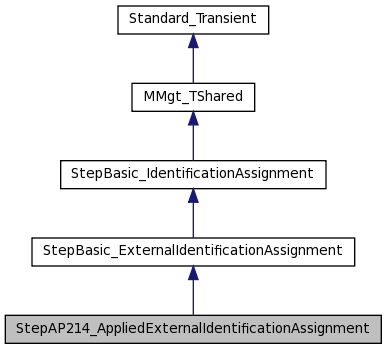 Standard_Transient
MMgt_TShared
StepBasic_IdentificationAssignment
StepBasic_ExternalIdentificationAssignment
StepAP214_AppliedExternalIdentificationAssignment